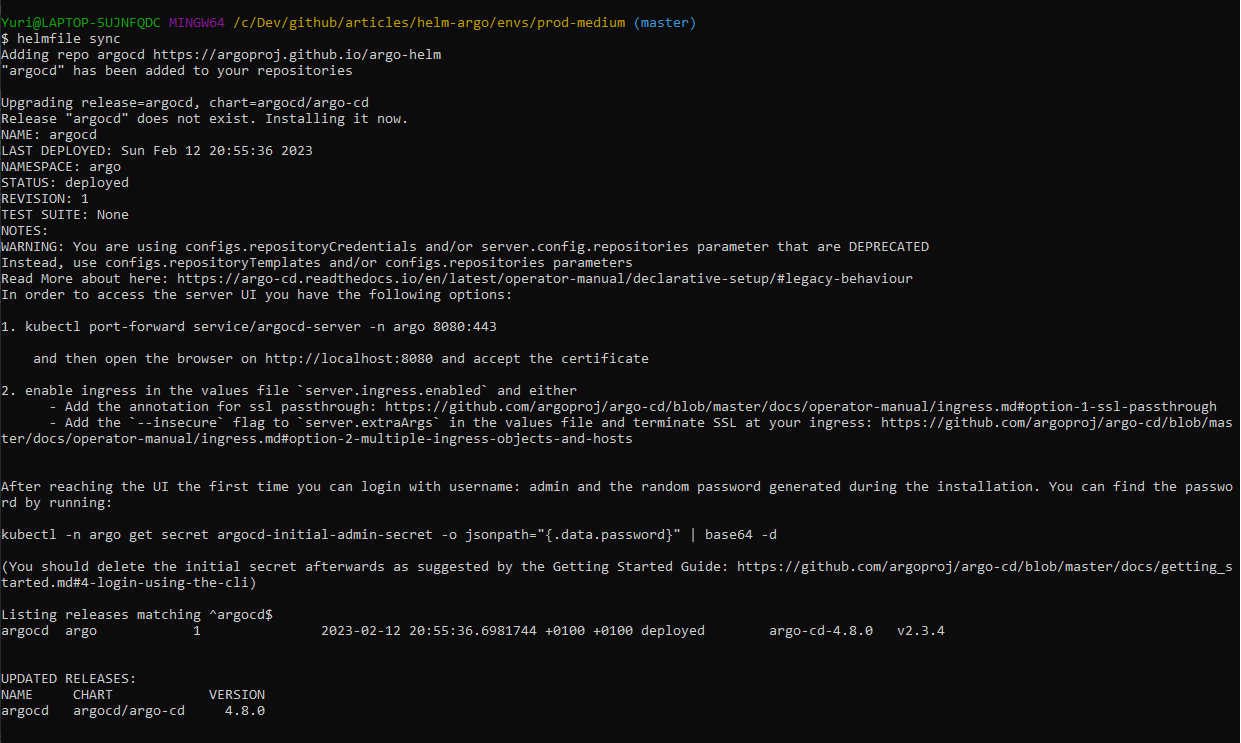 Yuri@LAPTOP-5UJNFQDC MINGW64 /c/Dev/github/articles/helm-argo/envs/prod-medium (master)
$ helmfile sync
Adding repo argocd https://argoproj.github.io/argo-helm
"argocd" has been added to your repositories
Upgrading release=argocd, chart=argocd/argo-cd
Release "argocd" does not exist. Installing it now.
NAME: argocd
LAST DEPLOYED: Sun Feb 12 20:55:36 2023
NAMESPACE: argo
STATUS: deployed
REVISION: 1
TEST SUITE: None
NOTES:
WARNING: You are using configs.repositoryCredentials and/or server.config.repositories parameter that are DEPRECATED
Instead, use configs.repositoryTemplates and/or configs.repositories parameters
Read More about here: https://argo-cd.readthedocs.io/en/latest/operator-manual/declarative-setup/#legacy-behaviour
In order to access the server UI you have the following options:
1. kubectl port-forward service/argocd-server -n argo 8080:443
and then open the browser on http://localhost:8080 and accept the certificate
2. enable ingress in the values file `server.ingress.enabled` and either
- Add the annotation for ssl passthrough: https://github.com/argoproj/argo-cd/blob/master/docs/operator-manual/ingress.md#option-1-ssl-passthrough
- Add the `--insecure` flag to `server.extraArgs` in the values file and terminate SSL at your ingress: https://github.com/argoproj/argo-cd/blob/mas
ter/docs/operator-manual/ingress.md#option-2-multiple-ingress-objects-and-hosts
After reaching the UI the first time you can login with username: admin and the random password generated during the installation. You can find the passwo
rd by running:
kubectl -n argo get secret argocd-initial-admin-secret -o jsonpath="{.data.password}" | base64 -d
(You should delete the initial secret afterwards as suggested by the Getting Started Guide: https://github.com/argoproj/argo-cd/blob/master/docs/getting_s
tarted.md#4-login-using-the-cli)
Listing releases matching ^argocd$
argocd argo 1 2023-02-12 20:55:36.6981744 +0100 +0100 deployed argo-cd-4.8.0 v2.3.4
UPDATED RELEASES:
NAME CHART VERSION
argocd argocd/argo-cd 4.8.0